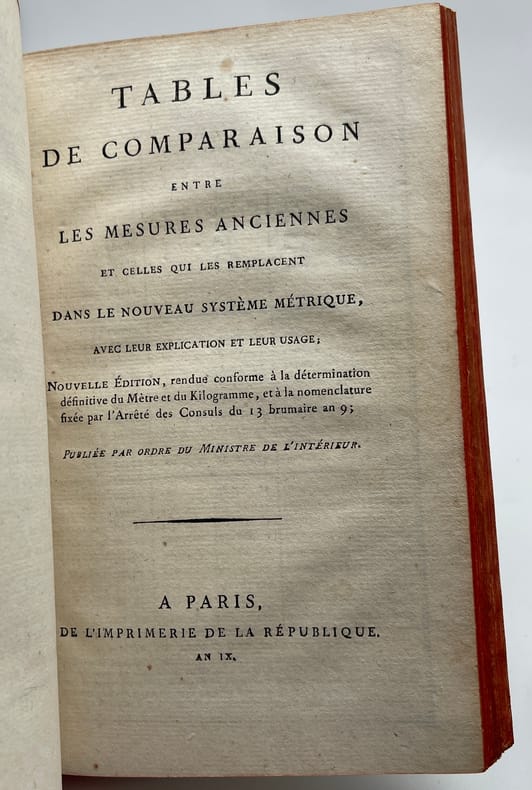 TABLES
DE COMPARAISON
ENTRE
LES MESURES ANCIENNES
ET CELLES QUI LES REMPLACENT
DANS LE NOUVEAU SYSTÈME MÉTRIQUE,
AVEC LEUR EXPLICATION ET LEUR USAGE;
NOUVELLE ÉDITION, rendue conforme à la détermination
définitive du Mètre et du Kilogramme, et à la nomenclature
fixée par l'Arrêté des Consuls du 13 brumaire an 9;
PUBLIÉE PAR ORDRE DU MINISTRE DE L'INTÉRIEUR.
A PARIS,
DE L'IMPRIMERIE DE LA RÉPUBLIQUE.
AN IX.